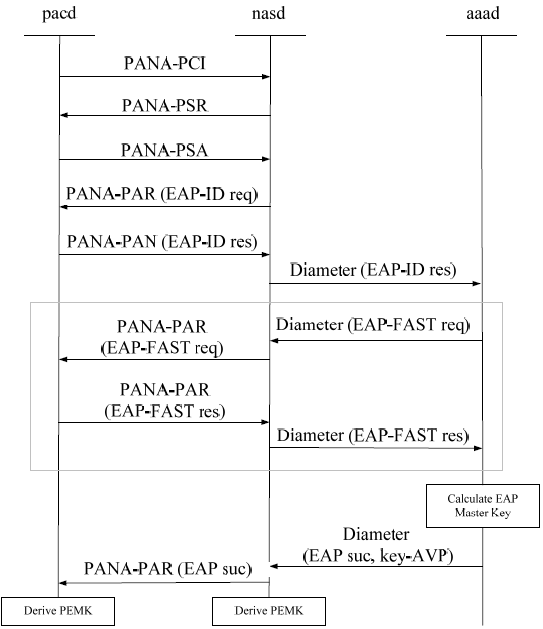 pacd
nasd
aaad
PANA-PCI
PANA-PSR
PANA-PSA
PANA-PAR (EAP-ID req)
PANA-PAN (EAP-ID res)
Diameter (EAP-ID res)
Diameter (EAP-FAST req)
PANA-PAR
(EAP-FAST req)
PANA-PAR
(EAP-FAST res)
Diameter (EAP-FAST res)
Calculate EAP
Master Key
Diameter
(EAP suc, key-AVP)
PANA-PAR (EAP suc)
Derive PEMK
Derive PEMK